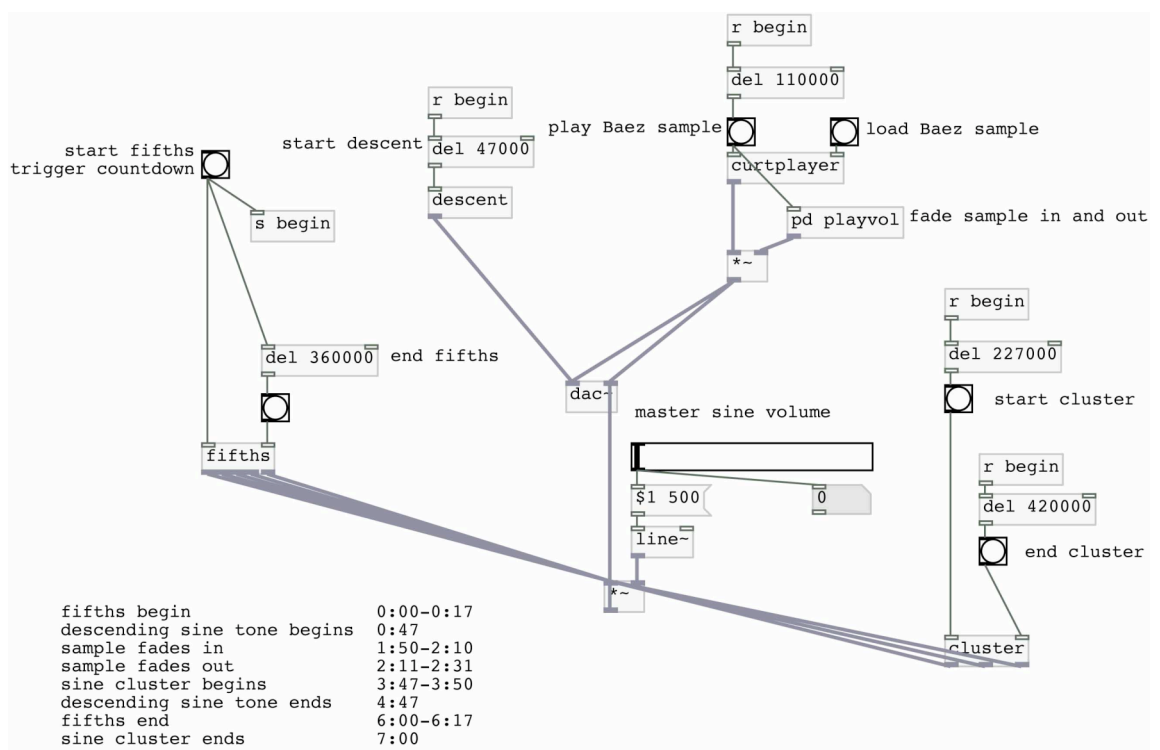 r begin
del 110000
r begin
play Baez sample
load Baez sample
start descent
del 47000
start fifths
trigger countdown
curtplayer
descent
s begin
pd playvol
fade sample in and out
*~
r begin
del 360000
end fifths
del 227000
dac~
start cluster
master sine volume
fifths
r begin
$1 500
0
del 420000
line~
end cluster
*~
cluster
fifths begin 0:00-0:17
descending sine tone begins 0:47
sample fades in 1:50-2:10
sample fades out 2:11-2:31
sine cluster begins 3:47-3:50
descending sine tone ends 4:47
fifths end 6:00-6:17
sine cluster ends 7:00